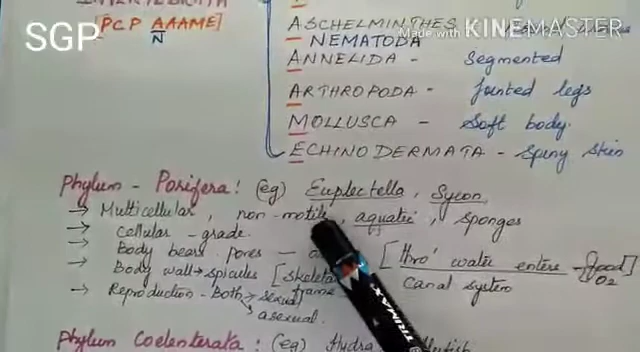 SGP
[PCP AAAME]
N
Made with KINEMASTER
ASCHELMINTHES
NEMATODA
ANNELIDA - Segmented
ARTHROPODA - Jointed legs
MOLLUSCA - Soft body.
ECHINODERMATA - Spiny skin
Phylum - Porifera: (eg) Euplectella, Sycon
→ Multicellular, non-motile, aquatic, sponges
→ Cellular - grade.
→ Body bears pores - [thro' water enters - food O2]
Canal system
→ Body wall → spicules [skeletal frame
→ Reproduction - Both → sexual
→ asexual.
Phylum Coelenterata: (eg) Hydra,